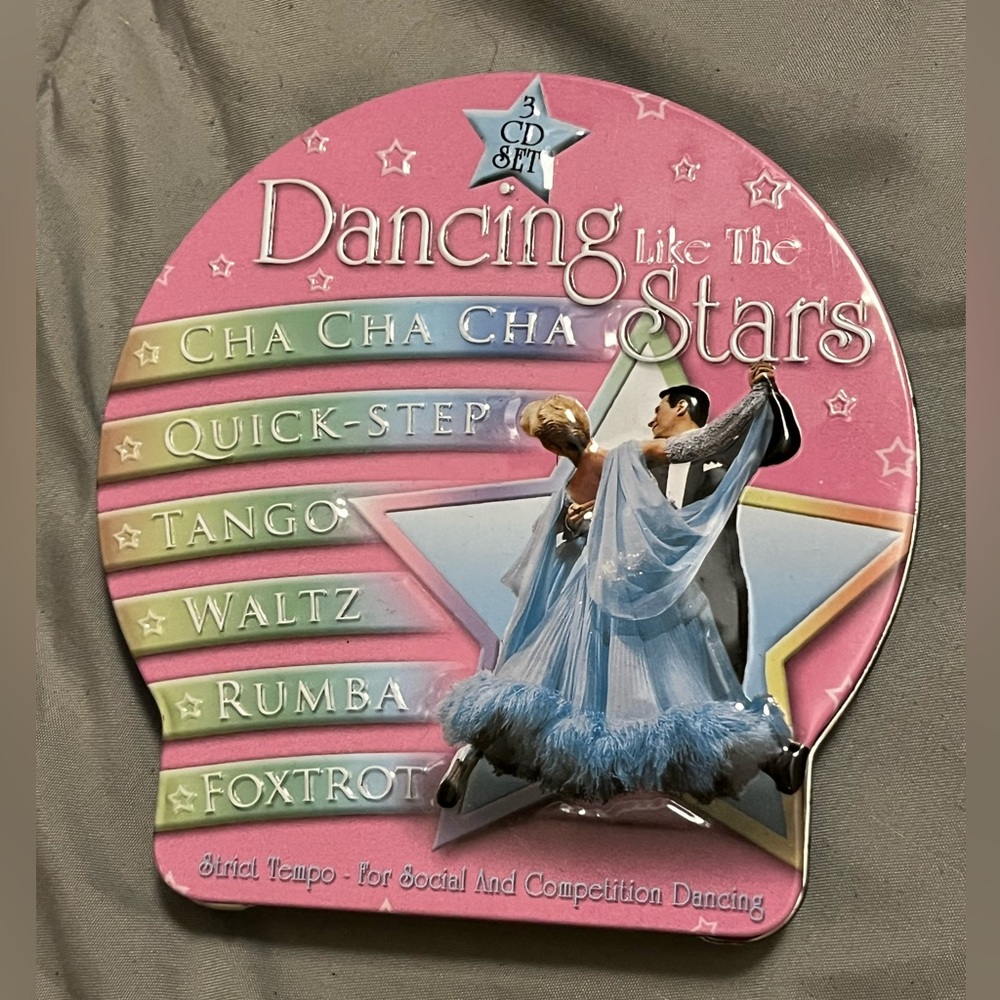 3
CD
SET
Dancing Like The
Stars
CHA CHA CHA
QUICK-STEP
TANGO
WALTZ
RUMBA
FOXTROT
Strict Tempo - For Social And Competition Dancing